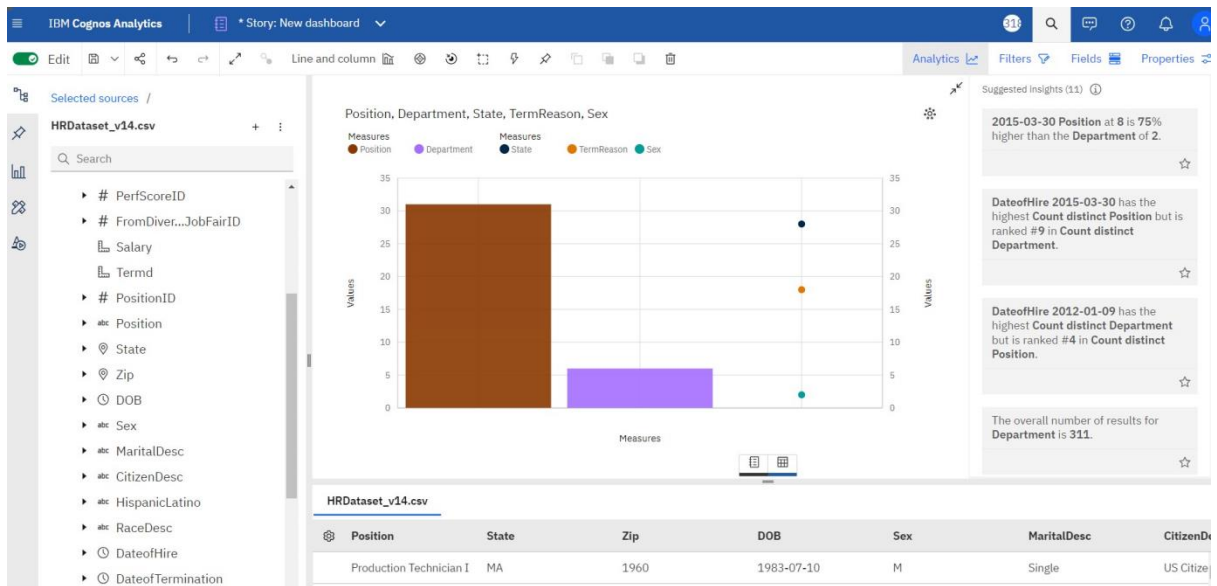 IBM Cognos Analytics
* Story: New dashboard
318
Edit
Line and column
Analytics
Filters
Fields
Properties
Selected sources /
HRDataset_v14.csv
Search
# PerfScoreID
# FromDiver...JobFairID
Salary
Termd
# PositionID
abc Position
State
Zip
DOB
abc Sex
abc MaritalDesc
abc CitizenDesc
abc HispanicLatino
abc RaceDesc
DateofHire
DateofTermination
Position, Department, State, TermReason, Sex
Measures Measures
Position Department State TermReason Sex
35 35
30 30
25 25
20 20
Values Values
15 15
10 10
5 5
0 0
Measures
Suggested insights (11)
2015-03-30 Position at 8 is 75%
higher than the Department of 2.
DateofHire 2015-03-30 has the
highest Count distinct Position but is
ranked #9 in Count distinct
Department.
DateofHire 2012-01-09 has the
highest Count distinct Department
but is ranked #4 in Count distinct
Position.
The overall number of results for
Department is 311.
HRDataset_v14.csv
Position State Zip DOB Sex MaritalDesc CitizenDe
Production Technician I MA 1960 1983-07-10 M Single US Citize